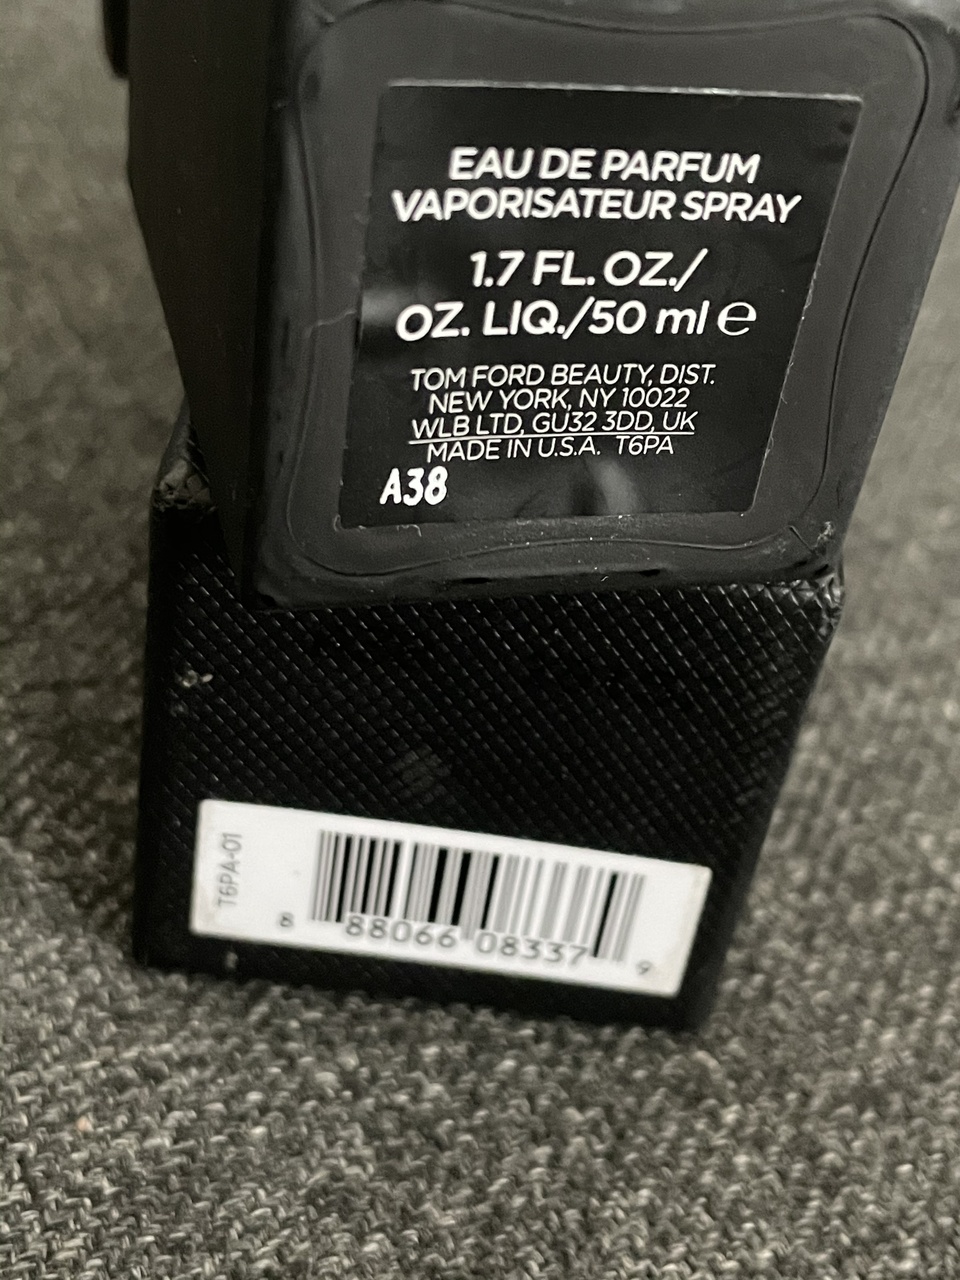 EAU DE PARFUM
VAPORISATEUR SPRAY
1.7 FL. OZ./
OZ. LIQ./50 ml ℮
TOM FORD BEAUTY, DIST.
NEW YORK, NY 10022
WLB LTD, GU32 3DD, UK
MADE IN U.S.A. T6PA
A38
T6PA-01
8 88066 08337 9